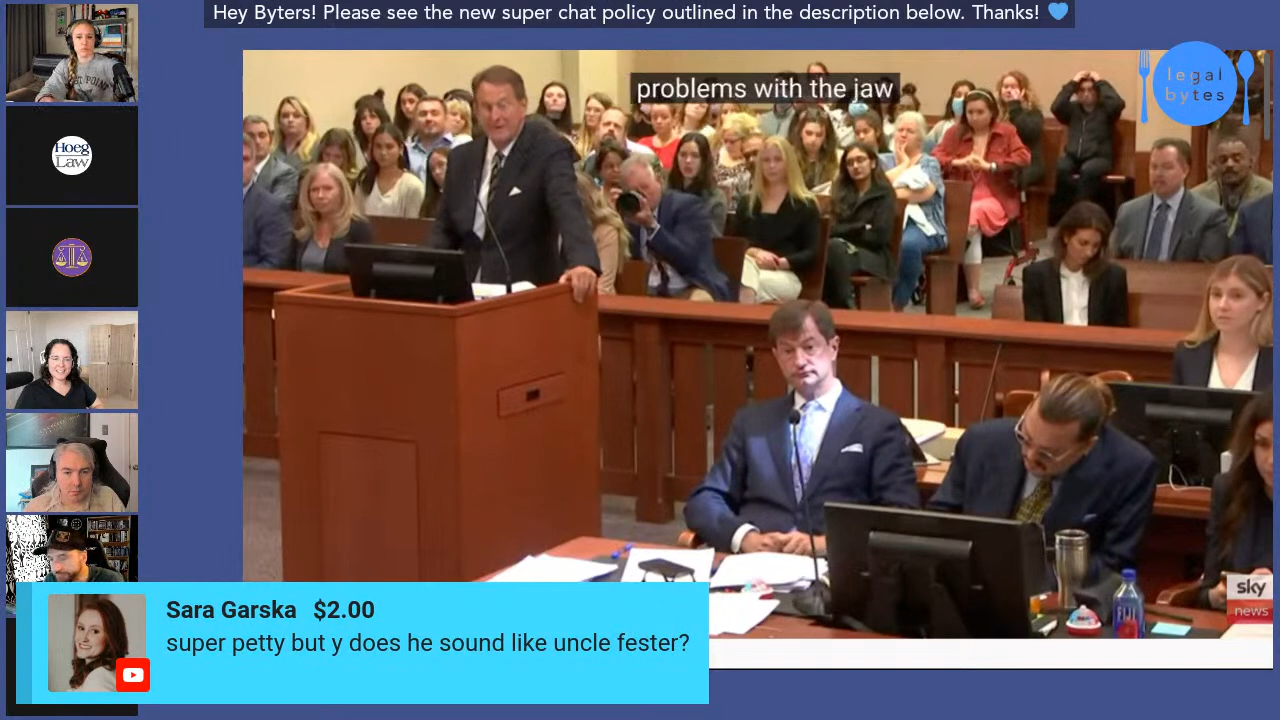 Hey Byters! Please see the new super chat policy outlined in the description below. Thanks! 💙
problems with the jaw
legal
bytes
Hoeg
Law
FIJI
sky
news
Sara Garska $2.00
super petty but y does he sound like uncle fester?